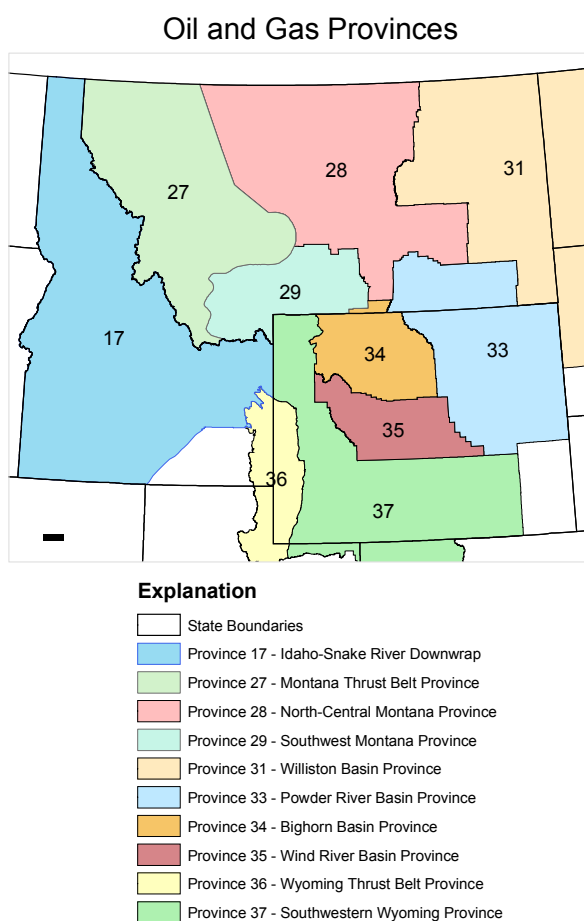 Oil and Gas Provinces
27
28
31
29
17
34
33
35
36
37
Explanation
State Boundaries
Province 17 - Idaho-Snake River Downwrap
Province 27 - Montana Thrust Belt Province
Province 28 - North-Central Montana Province
Province 29 - Southwest Montana Province
Province 31 - Williston Basin Province
Province 33 - Powder River Basin Province
Province 34 - Bighorn Basin Province
Province 35 - Wind River Basin Province
Province 36 - Wyoming Thrust Belt Province
Province 37 - Southwestern Wyoming Province